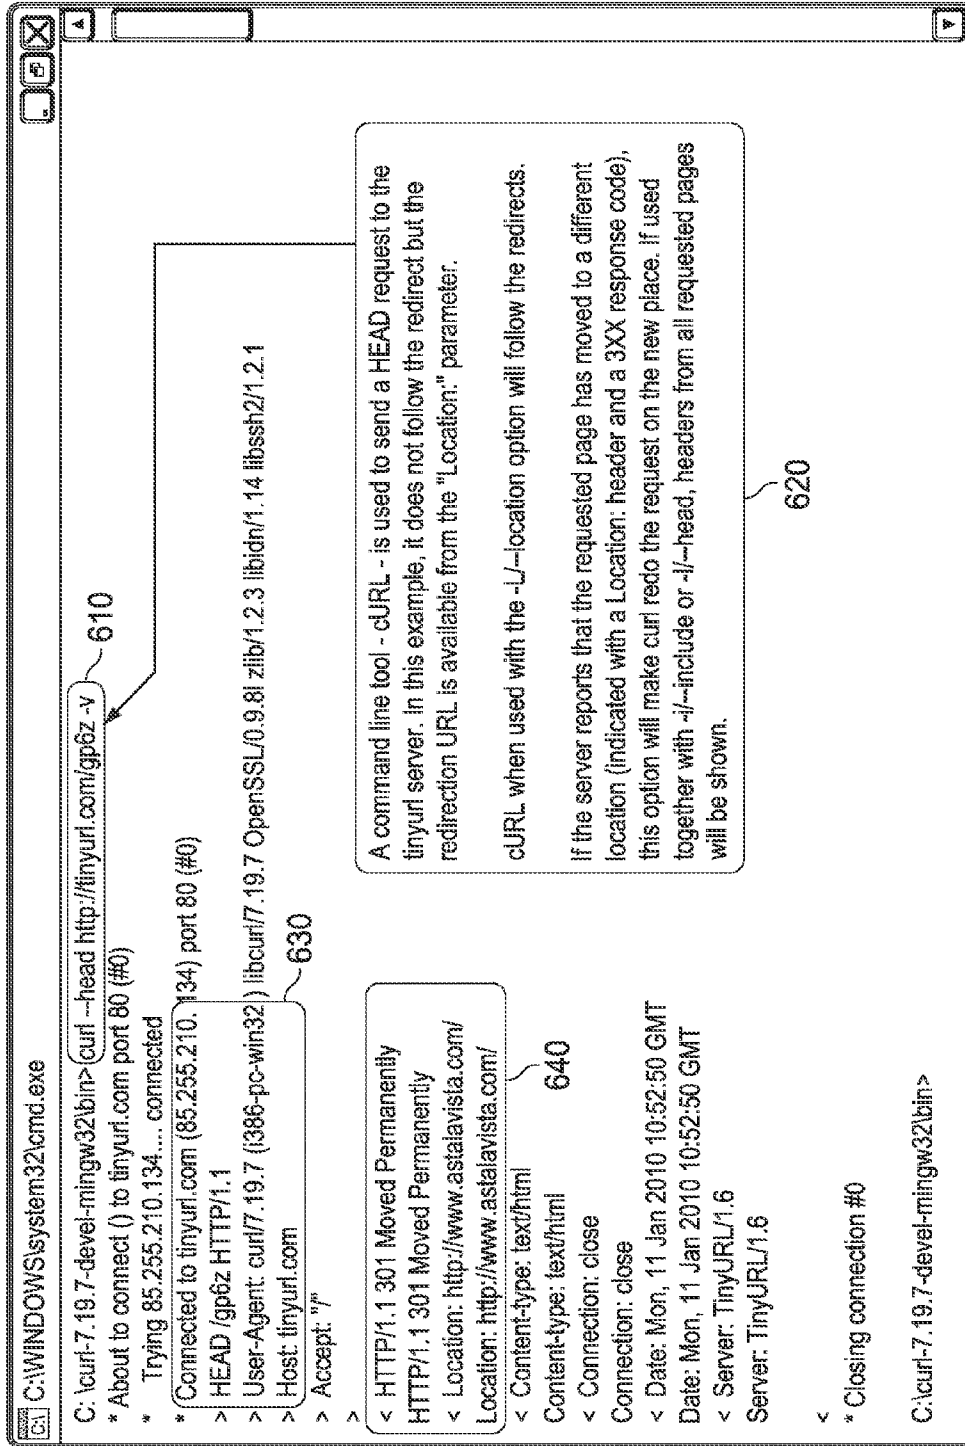 C:\ C:\WINDOWS\system32\cmd.exe
C: \curl-7.19.7-devel-mingw32\bin>curl --head http://tinyurl.com/gp6z -v
610
* About to connect () to tinyurl.com port 80 (#0)
* Trying 85.255.210.134.... connected
* Connected to tinyurl.com (85.255.210.134) port 80 (#0)
> HEAD /gp6z HTTP/1.1
> User-Agent: curl/7.19.7 (i386-pc-win32) libcurl/7.19.7 OpenSSL/0.9.8l zlib/1.2.3 libidn/1.14 libssh2/1.2.1
> Host: tinyurl.com
630
> Accept: "/"
>
>
A command line tool - cURL - is used to send a HEAD request to the
tinyurl server. In this example, it does not follow the redirect but the
redirection URL is available from the "Location:" parameter.
cURL when used with the -L/--location option will follow the redirects.
If the server reports that the requested page has moved to a different
location (indicated with a Location: header and a 3XX response code),
this option will make curl redo the request on the new place. If used
together with -i/--include or -I/--head, headers from all requested pages
will be shown.
620
< HTTP/1.1 301 Moved Permanently
HTTP/1.1 301 Moved Permanently
< Location: http://www.astalavista.com/
Location: http://www.astalavista.com/
640
< Content-type: text/html
Content-type: text/html
< Connection: close
Connection: close
< Date: Mon, 11 Jan 2010 10:52:50 GMT
Date: Mon, 11 Jan 2010 10:52:50 GMT
< Server: TinyURL/1.6
Server: TinyURL/1.6
<
* Closing connection #0
C:\curl-7.19.7-devel-mingw32\bin>